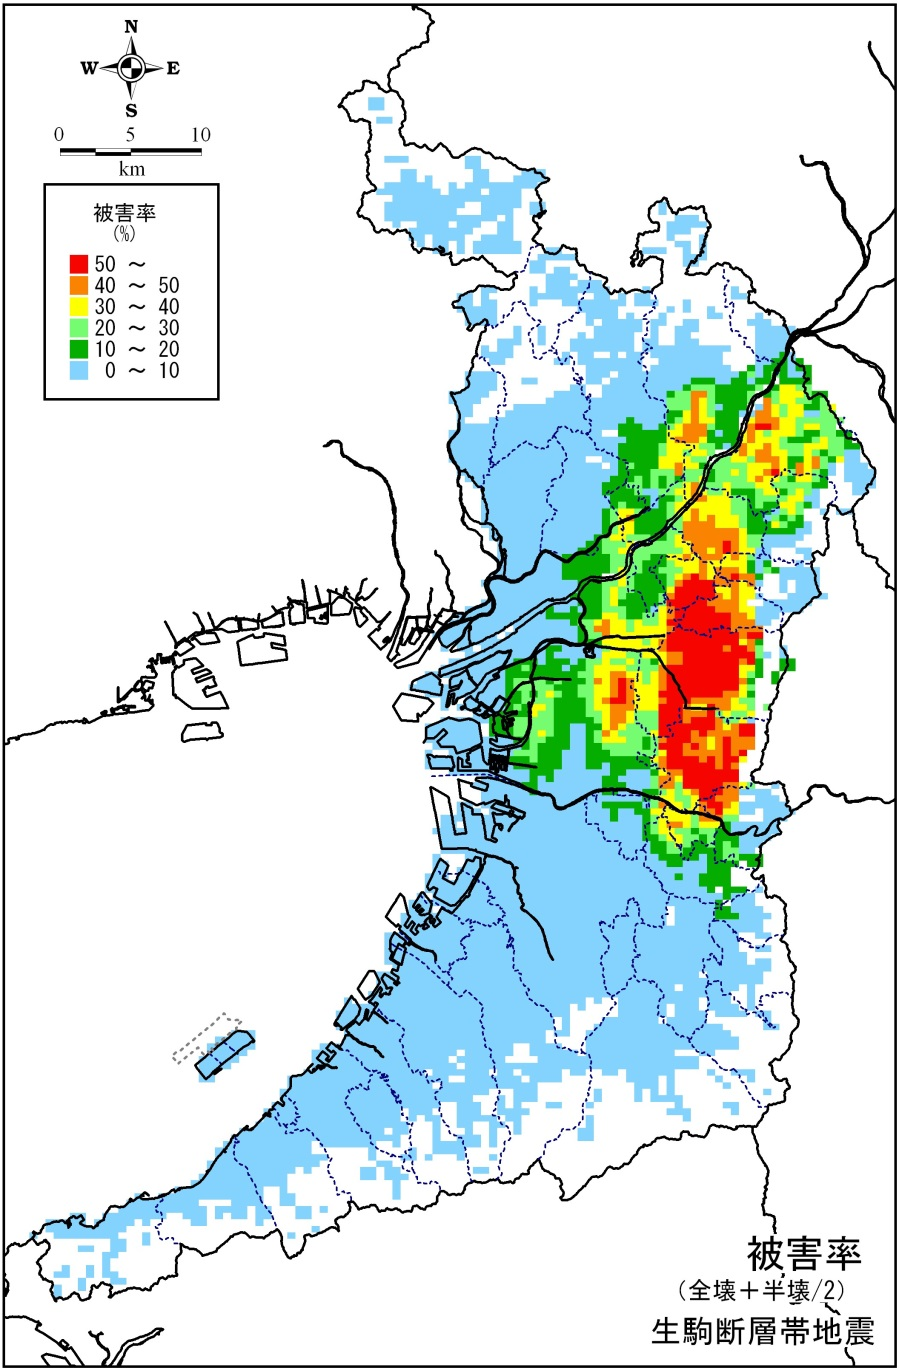 N
W E
S
0 5 10
km
被害率
(%)
50 ～
40 ～ 50
30 ～ 40
20 ～ 30
10 ～ 20
0 ～ 10
被害率
(全壊＋半壊/2)
生駒断層帯地震